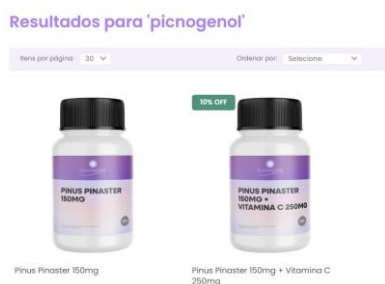 Resultados para 'picnogenol'
Itens por página: 30
Ordenar por: Selecione
10% OFF
PINUS PINASTER
150MG
PINUS PINASTER
150MG +
VITAMINA C 250MG
Pinus Pinaster 150mg
Pinus Pinaster 150mg + Vitamina C
250mg